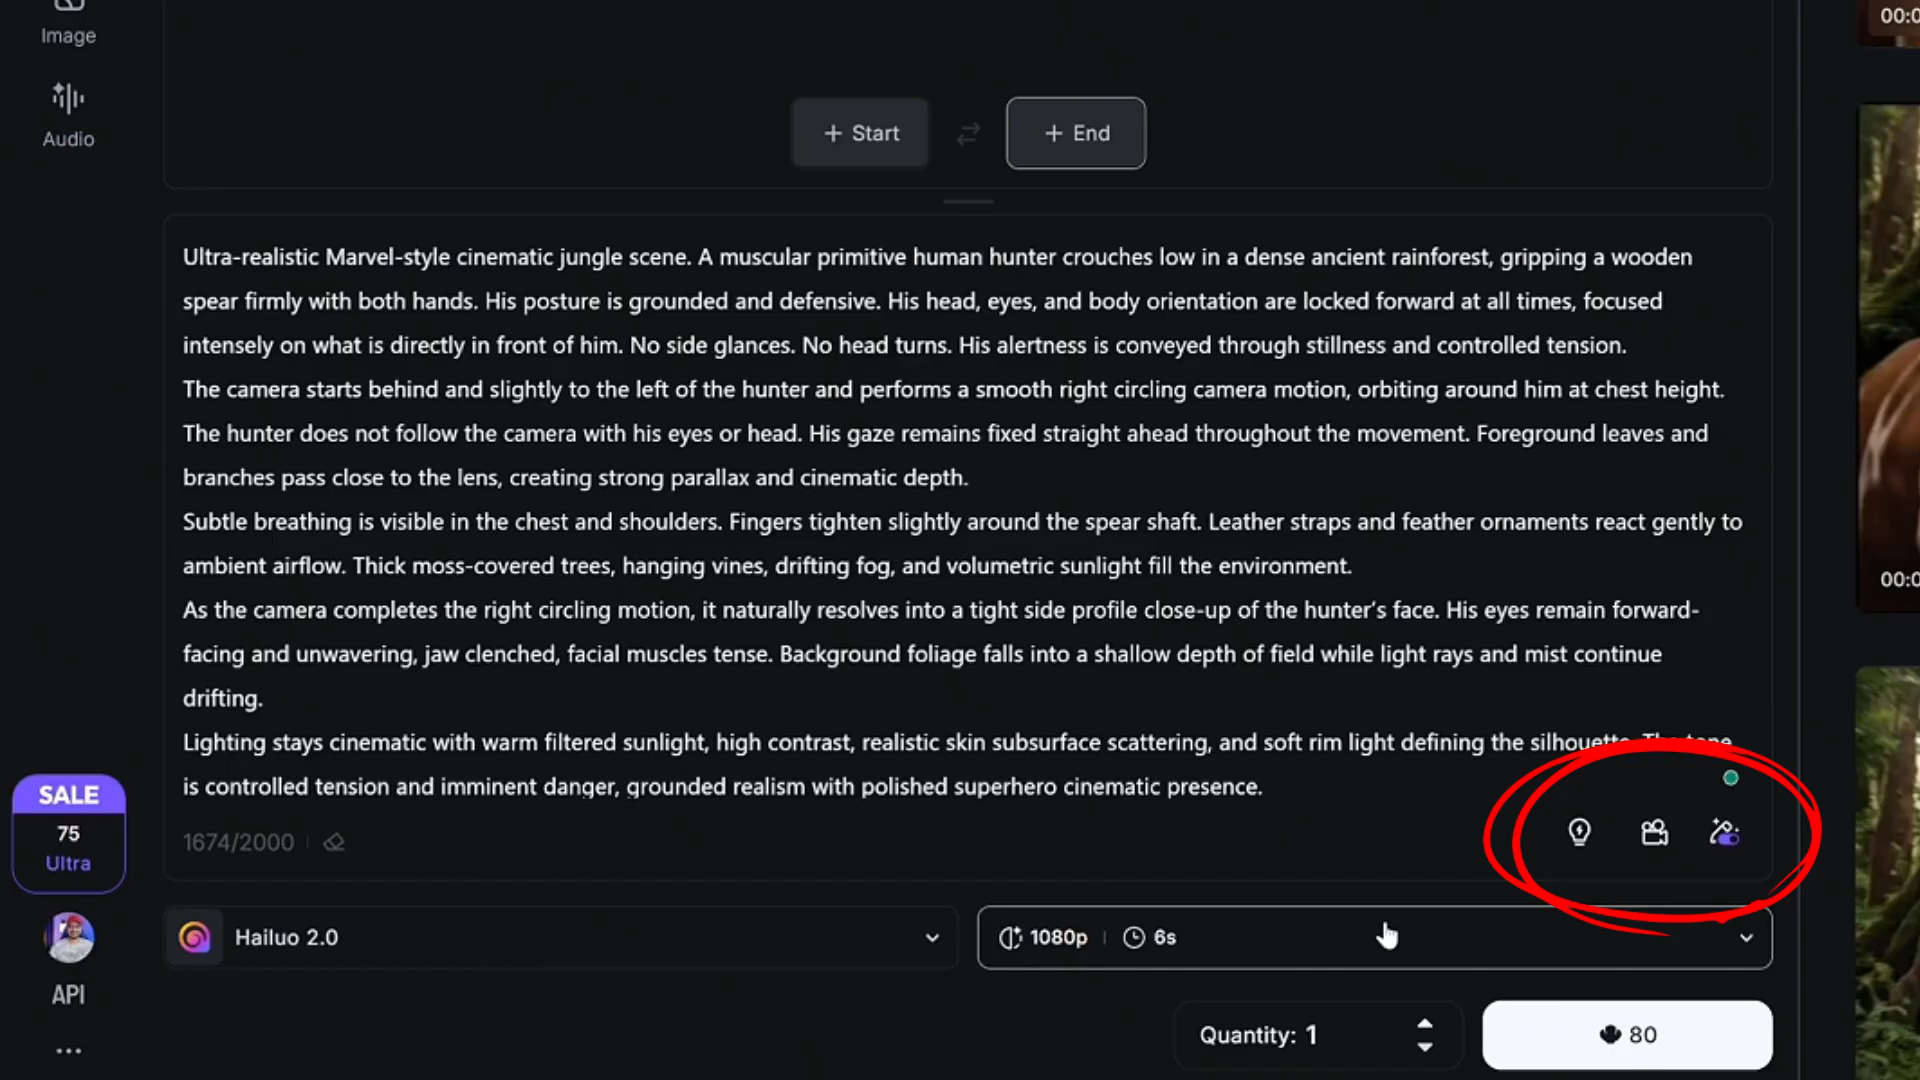 Image
Audio
+ Start
+ End
Ultra-realistic Marvel-style cinematic jungle scene. A muscular primitive human hunter crouches low in a dense ancient rainforest, gripping a wooden
spear firmly with both hands. His posture is grounded and defensive. His head, eyes, and body orientation are locked forward at all times, focused
intensely on what is directly in front of him. No side glances. No head turns. His alertness is conveyed through stillness and controlled tension.
The camera starts behind and slightly to the left of the hunter and performs a smooth right circling camera motion, orbiting around him at chest height.
The hunter does not follow the camera with his eyes or head. His gaze remains fixed straight ahead throughout the movement. Foreground leaves and
branches pass close to the lens, creating strong parallax and cinematic depth.
Subtle breathing is visible in the chest and shoulders. Fingers tighten slightly around the spear shaft. Leather straps and feather ornaments react gently to
ambient airflow. Thick moss-covered trees, hanging vines, drifting fog, and volumetric sunlight fill the environment.
As the camera completes the right circling motion, it naturally resolves into a tight side profile close-up of the hunter’s face. His eyes remain forward-
facing and unwavering, jaw clenched, facial muscles tense. Background foliage falls into a shallow depth of field while light rays and mist continue
drifting.
Lighting stays cinematic with warm filtered sunlight, high contrast, realistic skin subsurface scattering, and soft rim light defining the silhouette. The tone
is controlled tension and imminent danger, grounded realism with polished superhero cinematic presence.
1674/2000
SALE
75
Ultra
API
...
Hailuo 2.0
1080p | 6s
Quantity: 1
80
00:0
00:0